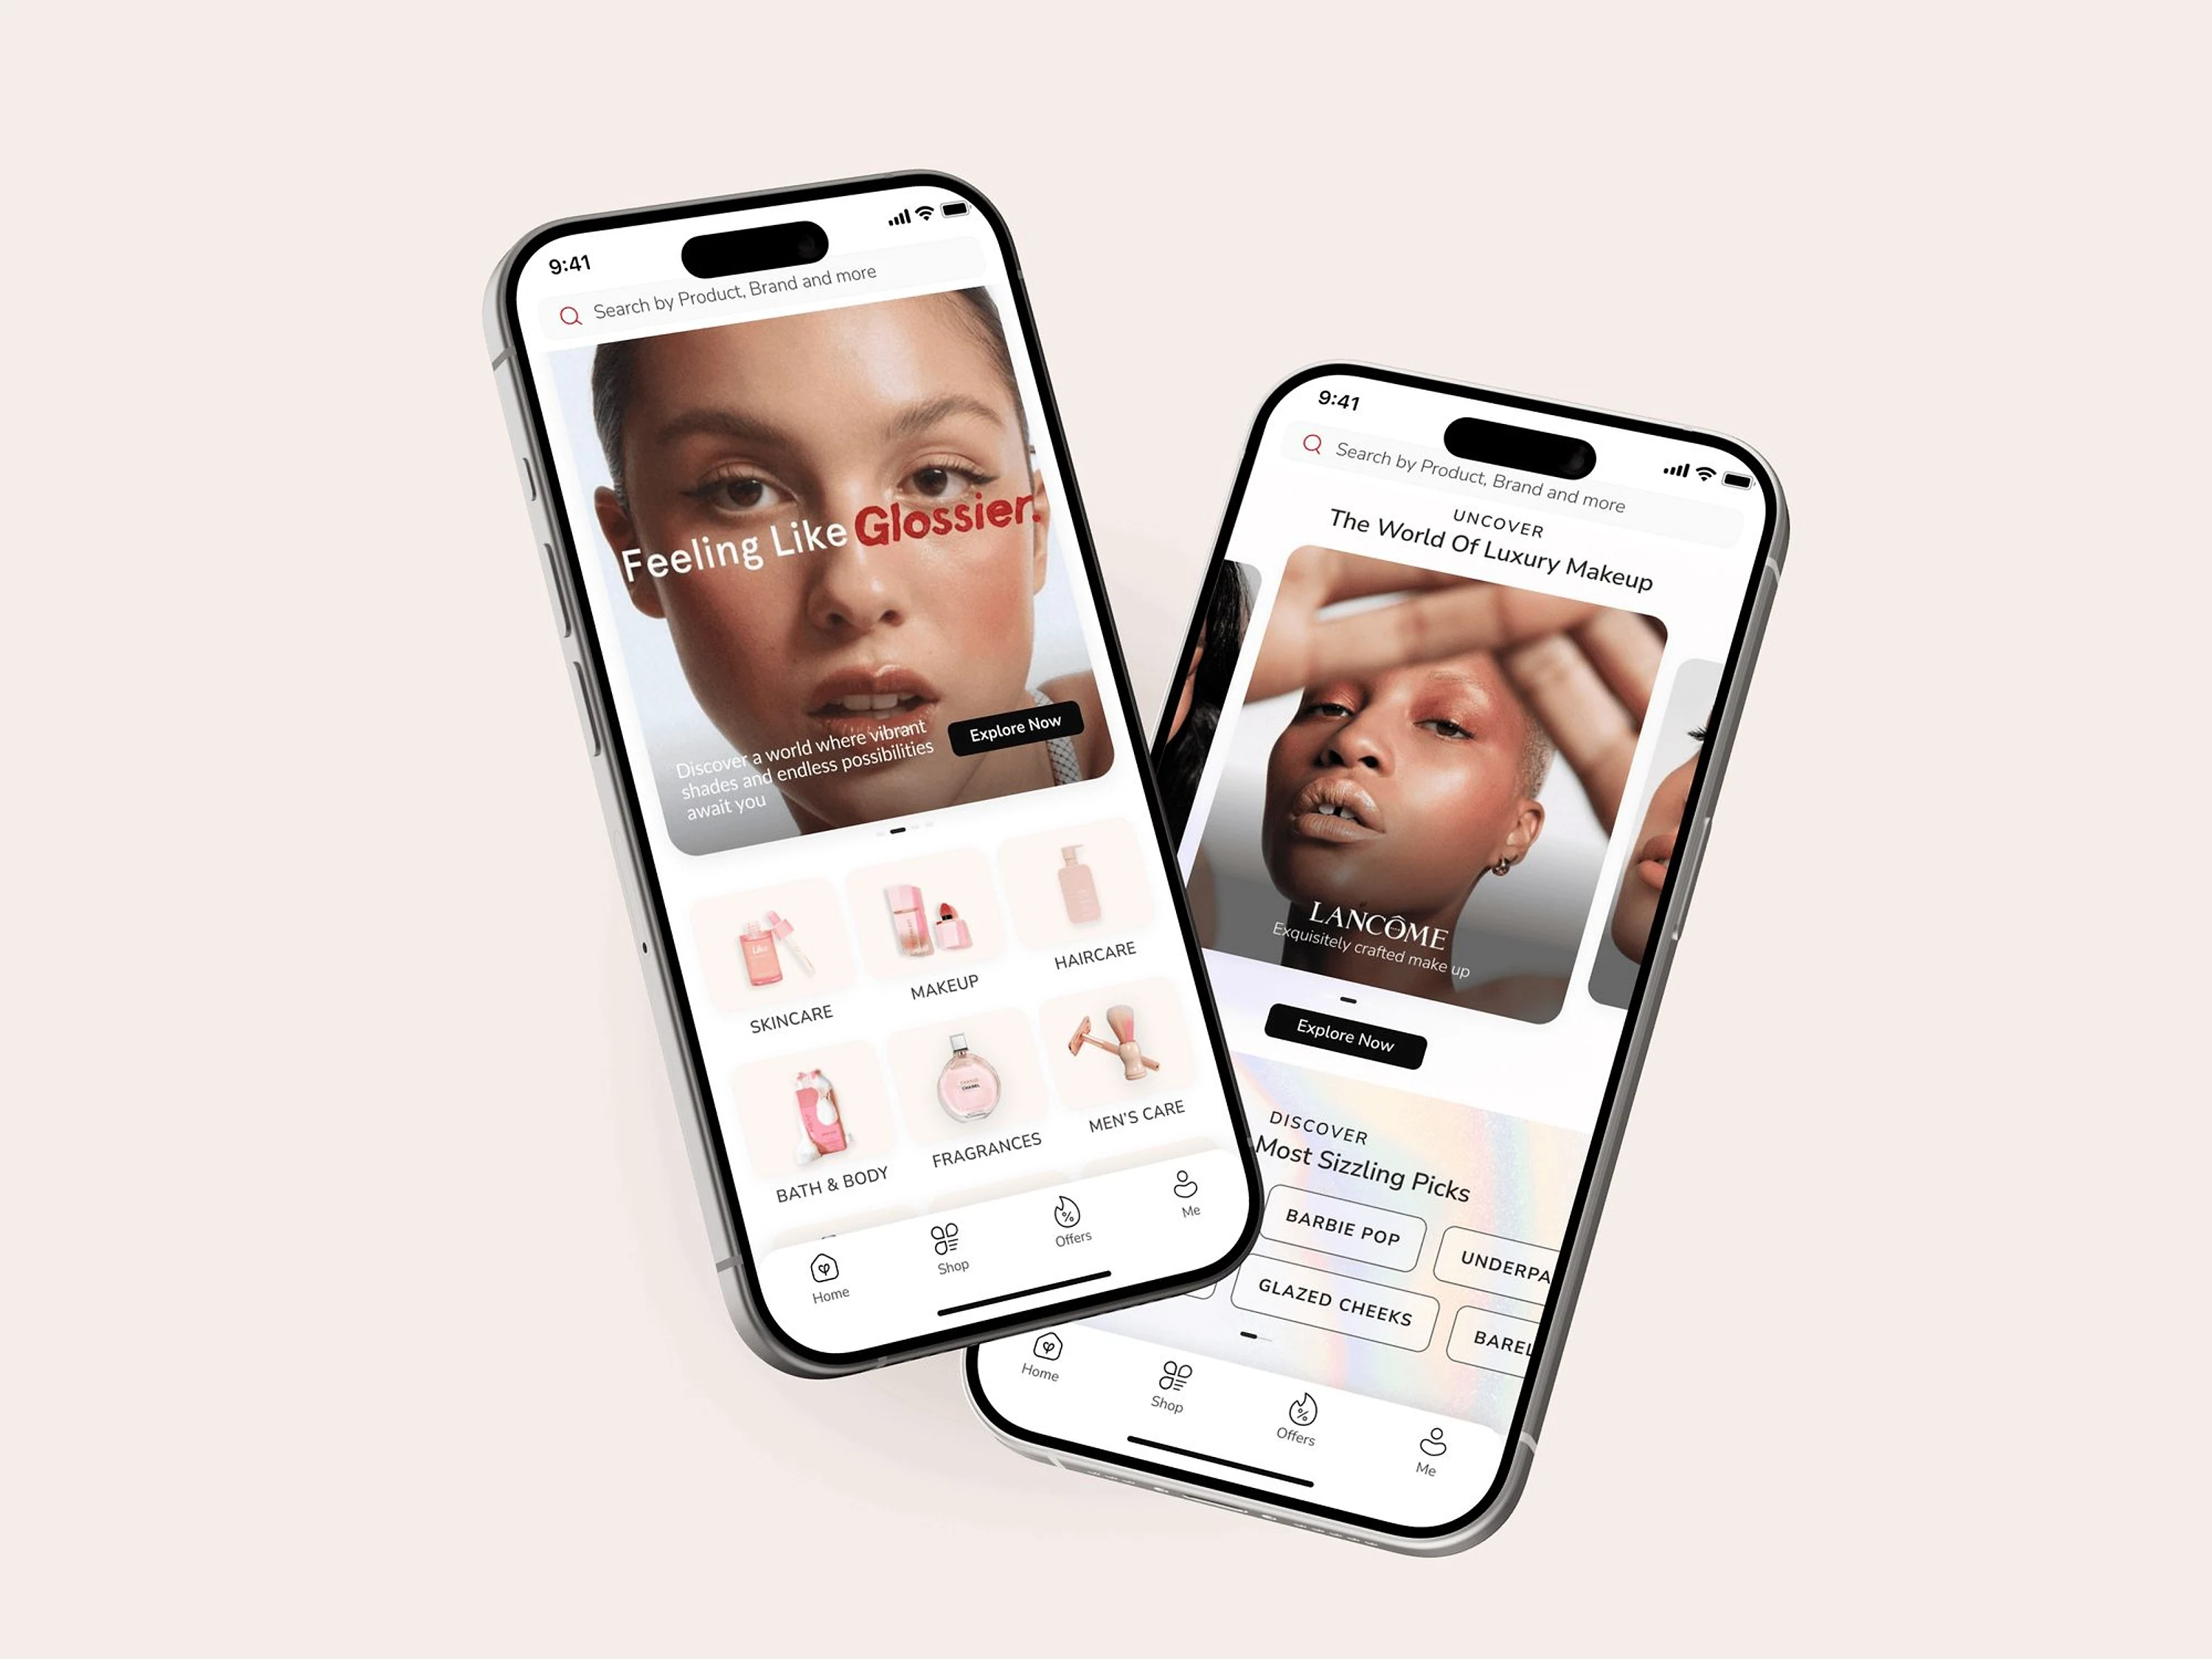 9:41
Search by Product, Brand and more
Feeling Like Glossier.
Discover a world where vibrant
shades and endless possibilities
await you
Explore Now
SKINCARE
MAKEUP
HAIRCARE
BATH & BODY
FRAGRANCES
CHANEL
MEN'S CARE
Home
Shop
Offers
Me
9:41
Search by Product, Brand and more
UNCOVER
The World Of Luxury Makeup
LANCÔME
Exquisitely crafted make up
Explore Now
DISCOVER
Most Sizzling Picks
BARBIE POP
UNDERPA
GLAZED CHEEKS
BAREL
Home
Shop
Offers
Me